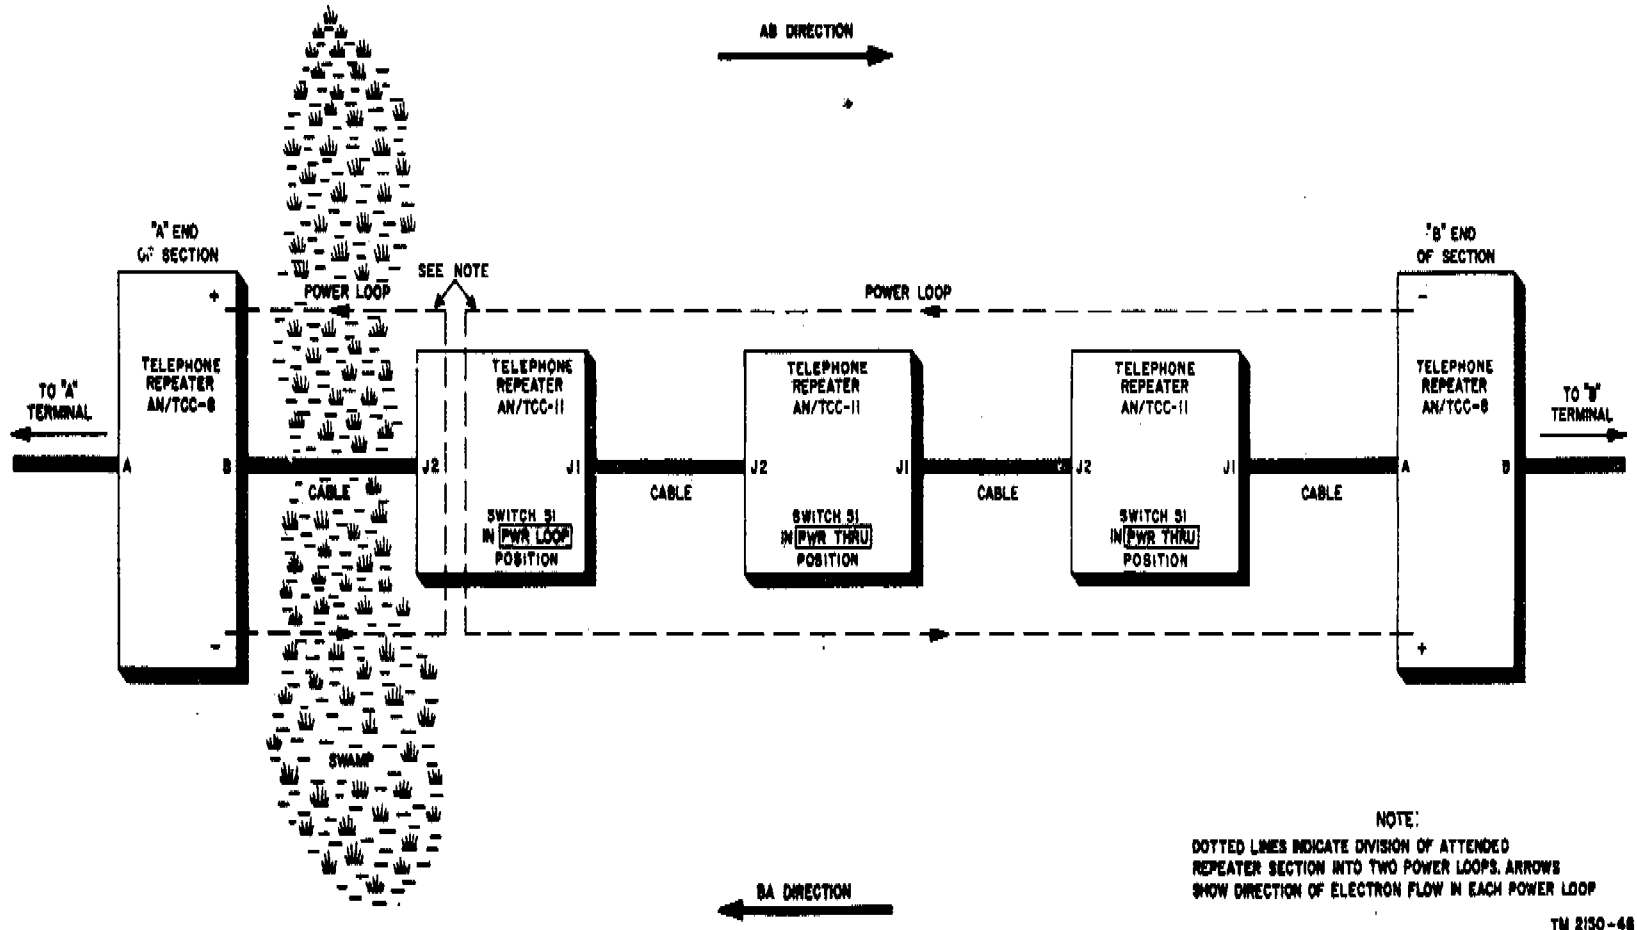 AB DIRECTION
+
"A" END
OF SECTION
"B" END
OF SECTION
SEE NOTE
+
POWER LOOP
POWER LOOP
-
TELEPHONE
REPEATER
AN/TCC-8
TELEPHONE
REPEATER
AN/TCC-11
TELEPHONE
REPEATER
AN/TCC-11
TELEPHONE
REPEATER
AN/TCC-11
TELEPHONE
REPEATER
AN/TCC-8
TO "A"
TERMINAL
TO "B"
TERMINAL
A
B
J2
J1
J2
J1
J2
J1
A
B
CABLE
CABLE
CABLE
CABLE
SWITCH S1
IN PWR LOOP
POSITION
SWITCH S1
IN PWR THRU
POSITION
SWITCH S1
IN PWR THRU
POSITION
-
+
SWAMP
BA DIRECTION
NOTE:
DOTTED LINES INDICATE DIVISION OF ATTENDED
REPEATER SECTION INTO TWO POWER LOOPS. ARROWS
SHOW DIRECTION OF ELECTRON FLOW IN EACH POWER LOOP
TM 2150-46